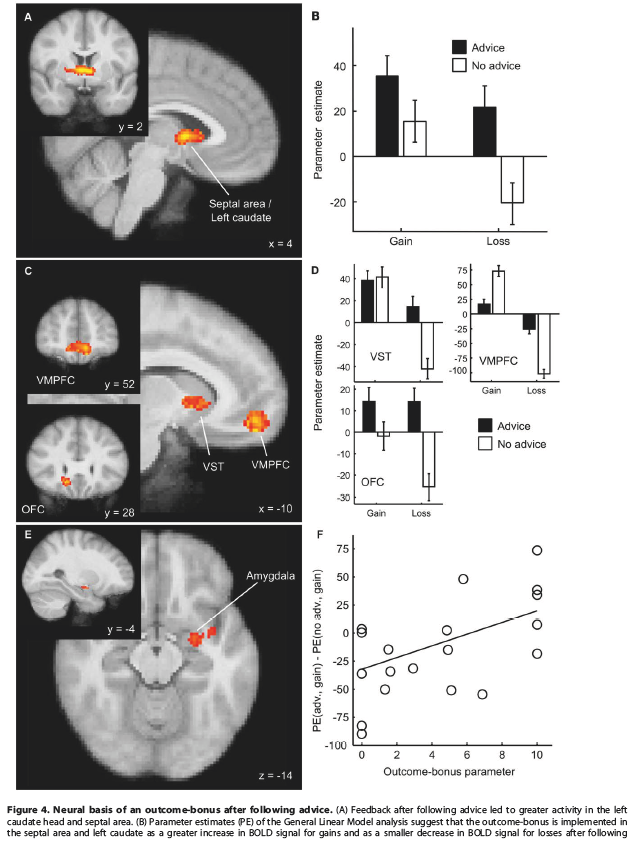 A
y = 2
Septal area /
Left caudate
x = 4
B
Advice
No advice
Parameter estimate
40
20
0
-20
Gain
Loss
C
VMPFC
y = 52
OFC
y = 28
VST
VMPFC
x = -10
D
Parameter estimate
40
20
0
-20
-40
VST
75
50
25
0
-25
-50
-75
-100
VMPFC
Gain
Loss
20
10
0
-10
-20
-30
OFC
Gain
Loss
Advice
No advice
E
y = -4
Amygdala
z = -14
F
PE(adv., gain) - PE(no adv., gain)
75
50
25
0
-25
-50
-75
-100
0
2
4
6
8
10
Outcome-bonus parameter
Figure 4. Neural basis of an outcome-bonus after following advice. (A) Feedback after following advice led to greater activity in the left
caudate head and septal area. (B) Parameter estimates (PE) of the General Linear Model analysis suggest that the outcome-bonus is implemented in
the septal area and left caudate as a greater increase in BOLD signal for gains and as a smaller decrease in BOLD signal for losses after following